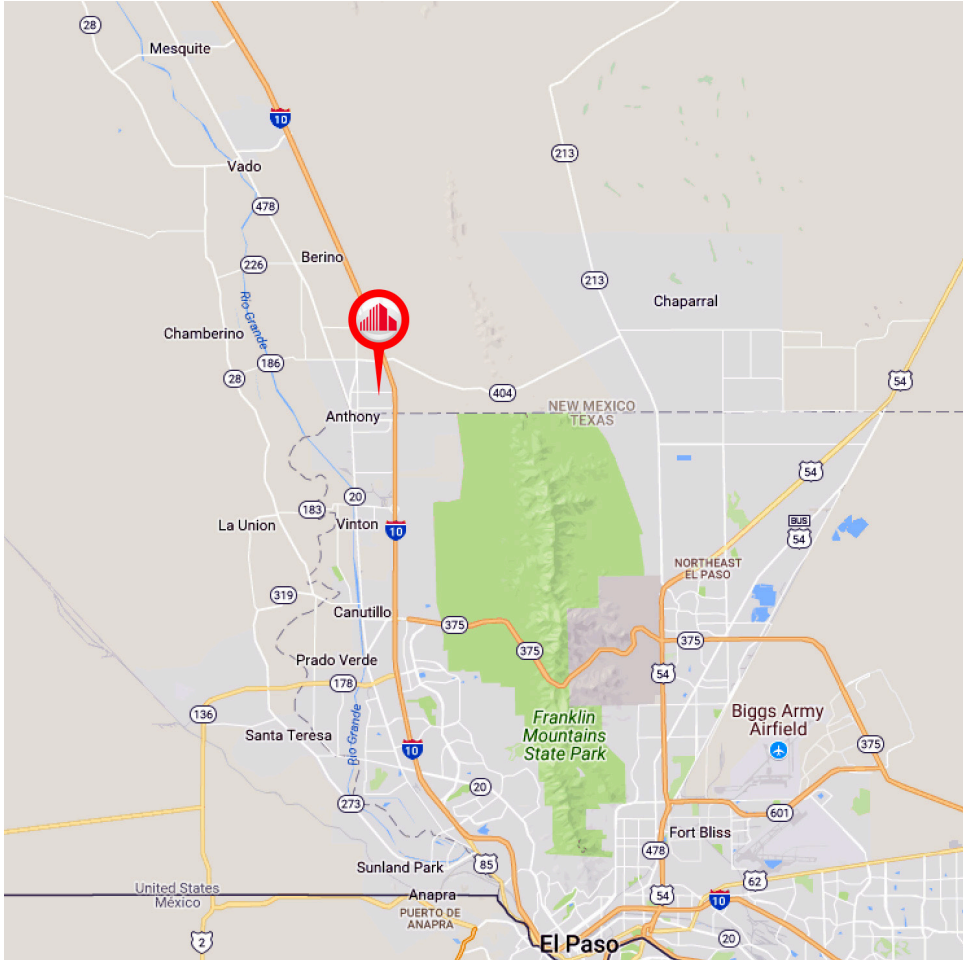 28
Mesquite
10
213
Vado
478
Berino
226
213
Rio Grande
Chaparral
Chamberino
186
28
54
404
NEW MEXICO
TEXAS
Anthony
54
20
183
La Union
Vinton
10
BUS
54
NORTHEAST
EL PASO
319
Canutillo
375
375
375
54
Prado Verde
178
136
Rio Grande
Santa Teresa
Franklin
Mountains
State Park
Biggs Army
Airfield
10
375
20
273
601
Fort Bliss
478
Sunland Park
85
62
United States
México
Anapra
54
10
PUERTO DE
ANAPRA
2
El Paso
20